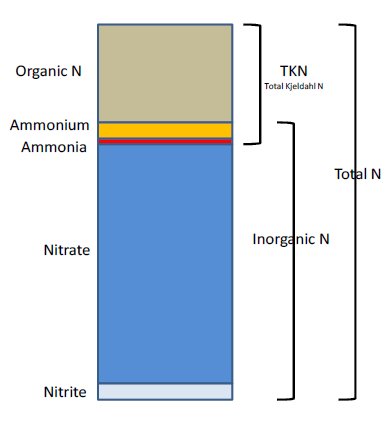 Organic N
TKN
Total Kjeldahl N
Ammonium
Ammonia
Total N
Inorganic N
Nitrate
Nitrite